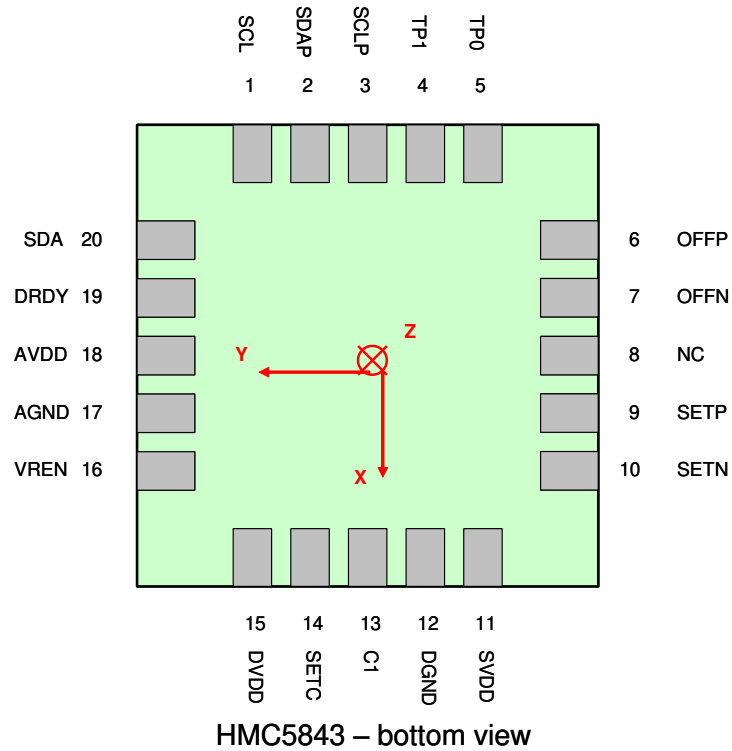 SCL SDAP SCLP TP1 TP0
1 2 3 4 5
SDA 20
6 OFFP
DRDY 19
7 OFFN
AVDD 18
8 NC
AGND 17
9 SETP
VREN 16
10 SETN
Z
Y
X
15 14 13 12 11
DVDD SETC C1 DGND SVDD
HMC5843 – bottom view